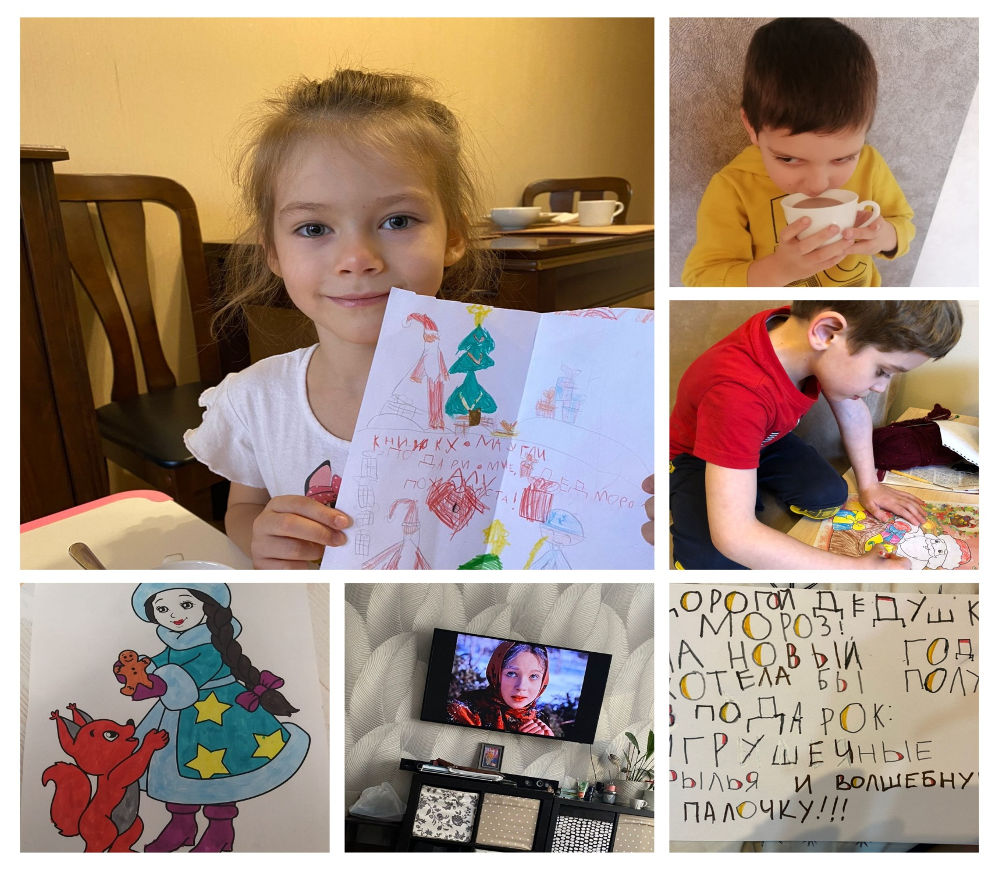 КНИЖКУ • МАУГЛИ
ПОДАРИ • МНЕ,
ДЕД МОРО
ПОЖАЛУЙСТА!
ДОРОГОЙ ДЕДУШК
МОРОЗ!
НА НОВЫЙ ГОД
ХОТЕЛА БЫ ПОЛУ
В ПОДАРОК:
ИГРУШЕЧНЫЕ
РЫЛЬЯ И ВОЛШЕБНУ
ПАЛОЧКУ!!!